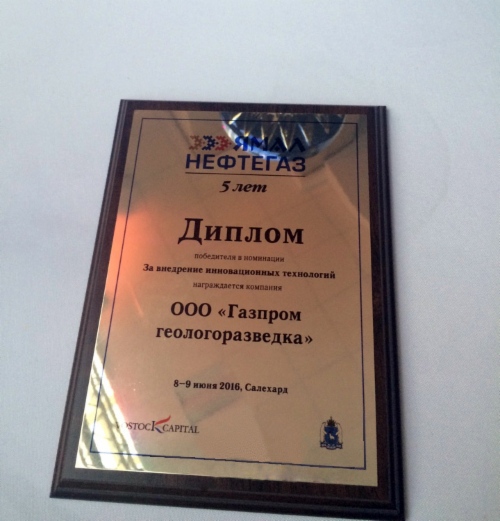 ЯМАЛ
НЕФТЕГАЗ
5 лет
Диплом
победителя в номинации
За внедрение инновационных технологий
награждается компания
ООО «Газпром
геологоразведка»
8–9 июня 2016, Салехард
VOSTOCK CAPITAL